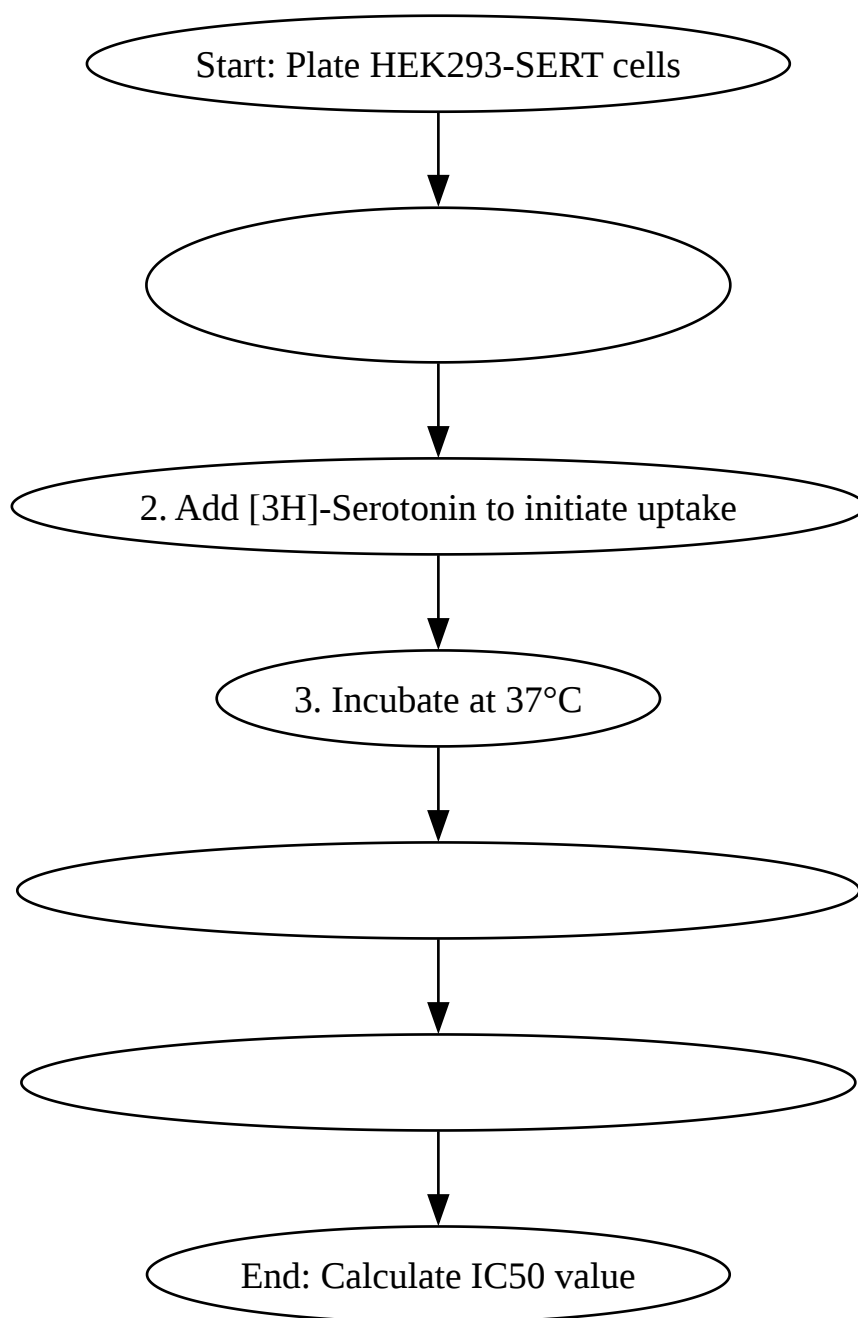 Start: Plate HEK293-SERT cells
2. Add [3H]-Serotonin to initiate uptake
3. Incubate at 37°C
End: Calculate IC50 value